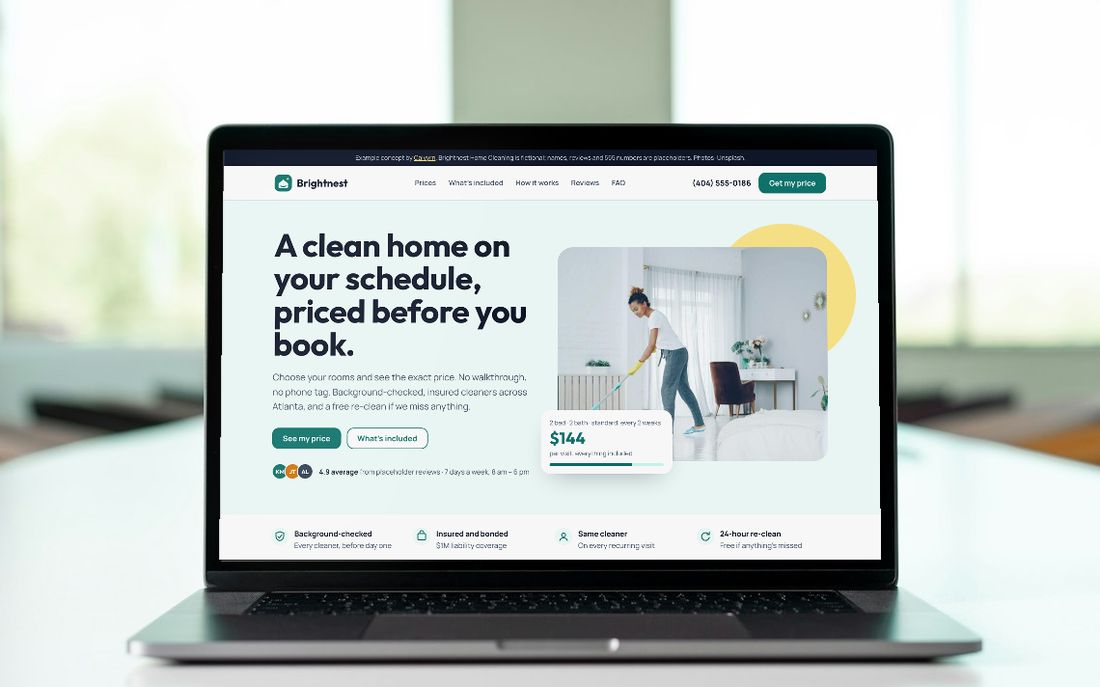 Example concept by Calvyn. Brightnest Home Cleaning is fictional: names, reviews and 555 numbers are placeholders. Photos: Unsplash.
Brightnest
Prices
What's included
How it works
Reviews
FAQ
(404) 555-0186
Get my price
A clean home on
your schedule,
priced before you
book.
Choose your rooms and see the exact price. No walkthrough,
no phone tag. Background-checked, insured cleaners across
Atlanta, and a free re-clean if we miss anything.
See my price
What's included
KM JT AL
4.9 average from placeholder reviews · 7 days a week, 8 am – 6 pm
2 bed · 2 bath · standard, every 2 weeks
$144
per visit, everything included
Background-checked
Every cleaner, before day one
Insured and bonded
$1M liability coverage
Same cleaner
On every recurring visit
24-hour re-clean
Free if anything's missed